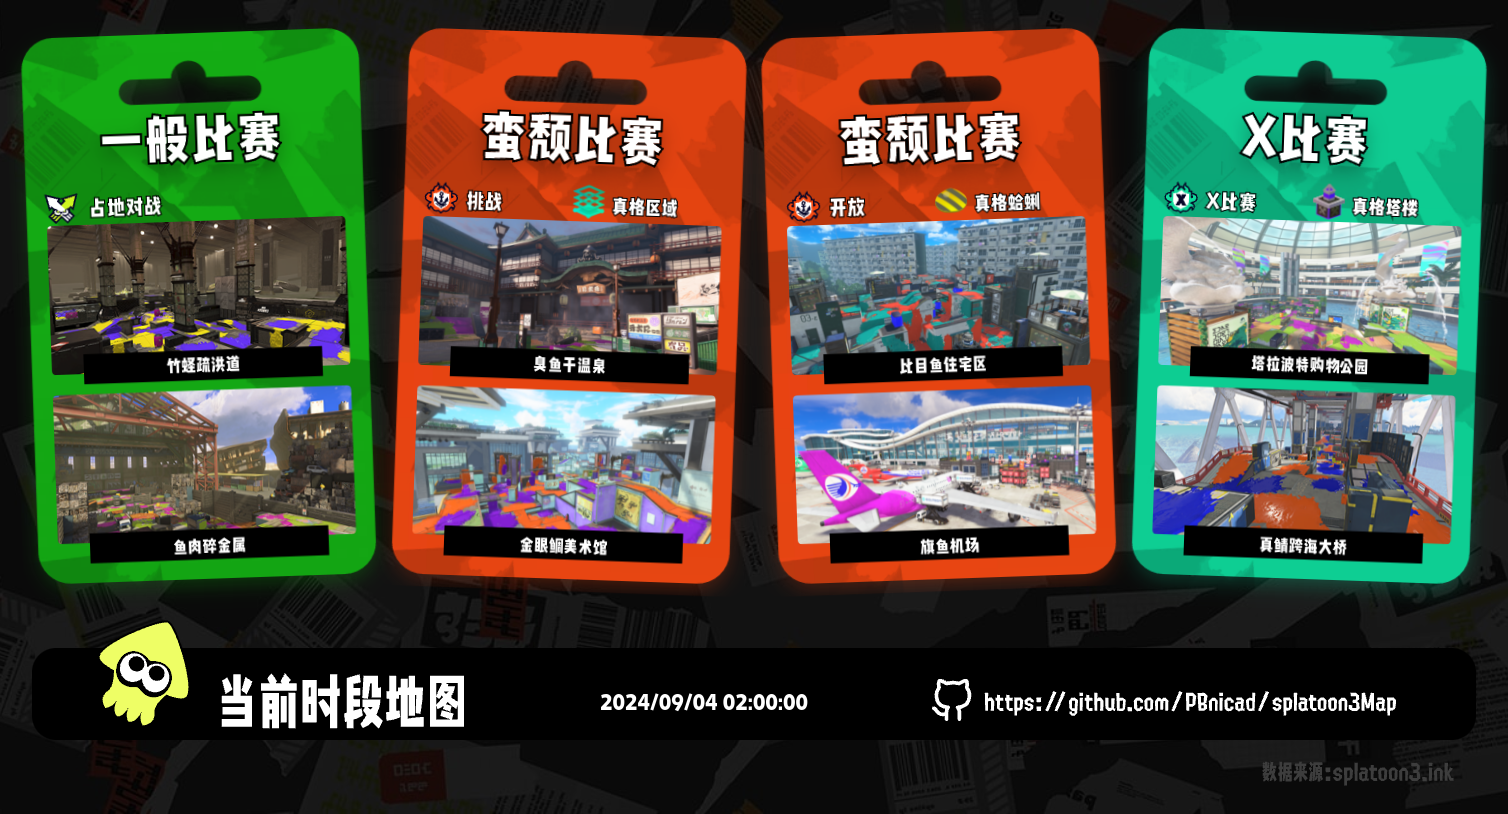 一般比赛
占地对战
竹蛏疏洪道
鱼肉碎金属
蛮颓比赛
挑战
真格区域
臭鱼干温泉
金眼鲷美术馆
蛮颓比赛
开放
真格蛤蜊
比目鱼住宅区
旗鱼机场
X比赛
X比赛
真格塔楼
塔拉波特购物公园
真鲭跨海大桥
当前时段地图
2024/09/04 02:00:00
https://github.com/PBnicad/splatoon3Map
数据来源:splatoon3.ink